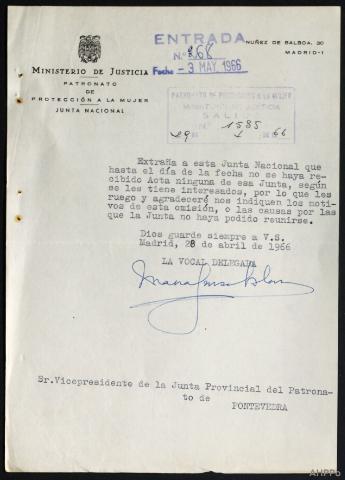 ENTRADA
N.º 268
Fecha - 3 MAY. 1966
NUÑEZ DE BALBOA, 30
MADRID-1
MINISTERIO DE JUSTICIA
PATRONATO
DE
PROTECCIÓN A LA MUJER
JUNTA NACIONAL
PATRONATO DE PROTECCION A LA MUJER
MINISTERIO DE JUSTICIA
SALI
Nº 1585
29 66
Extraña a esta Junta Nacional que
hasta el día de la fecha no se haya re-
cibido Acta ninguna de esa Junta, según
se les tiene interesados, por lo que les
ruego y agradeceré nos indiquen los moti-
vos de esta omisión, o las causas por las
que la Junta no haya podido reunirse.
Dios guarde siempre a V.S.
Madrid, 28 de abril de 1966
LA VOCAL DELEGADA
Sr.Vicepresidente de la Junta Provincial del Patrona-
to de
PONTEVEDRA
AHPPo